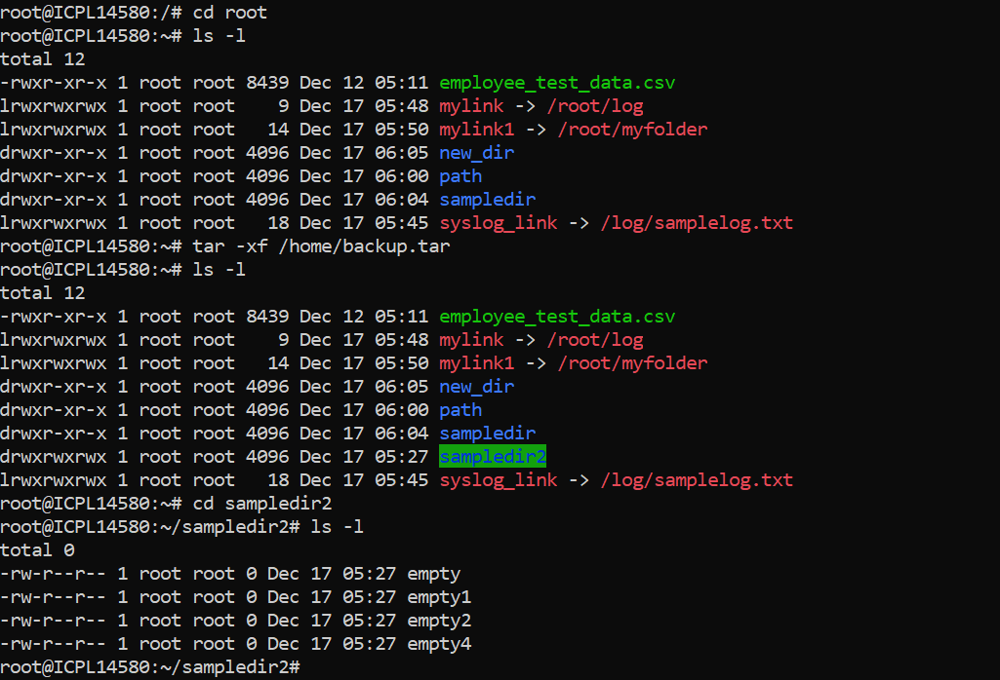 root@ICPL14580:/# cd root
root@ICPL14580:~# ls -l
total 12
-rwxr-xr-x 1 root root 8439 Dec 12 05:11 employee_test_data.csv
lrwxrwxrwx 1 root root    9 Dec 17 05:48 mylink -> /root/log
lrwxrwxrwx 1 root root   14 Dec 17 05:50 mylink1 -> /root/myfolder
drwxr-xr-x 1 root root 4096 Dec 17 06:05 new_dir
drwxr-xr-x 1 root root 4096 Dec 17 06:00 path
drwxr-xr-x 1 root root 4096 Dec 17 06:04 sampledir
lrwxrwxrwx 1 root root   18 Dec 17 05:45 syslog_link -> /log/samplelog.txt
root@ICPL14580:~# tar -xf /home/backup.tar
root@ICPL14580:~# ls -l
total 12
-rwxr-xr-x 1 root root 8439 Dec 12 05:11 employee_test_data.csv
lrwxrwxrwx 1 root root    9 Dec 17 05:48 mylink -> /root/log
lrwxrwxrwx 1 root root   14 Dec 17 05:50 mylink1 -> /root/myfolder
drwxr-xr-x 1 root root 4096 Dec 17 06:05 new_dir
drwxr-xr-x 1 root root 4096 Dec 17 06:00 path
drwxr-xr-x 1 root root 4096 Dec 17 06:04 sampledir
drwxrwxrwx 1 root root 4096 Dec 17 05:27 sampledir2
lrwxrwxrwx 1 root root   18 Dec 17 05:45 syslog_link -> /log/samplelog.txt
root@ICPL14580:~# cd sampledir2
root@ICPL14580:~/sampledir2# ls -l
total 0
-rw-r--r-- 1 root root 0 Dec 17 05:27 empty
-rw-r--r-- 1 root root 0 Dec 17 05:27 empty1
-rw-r--r-- 1 root root 0 Dec 17 05:27 empty2
-rw-r--r-- 1 root root 0 Dec 17 05:27 empty4
root@ICPL14580:~/sampledir2#